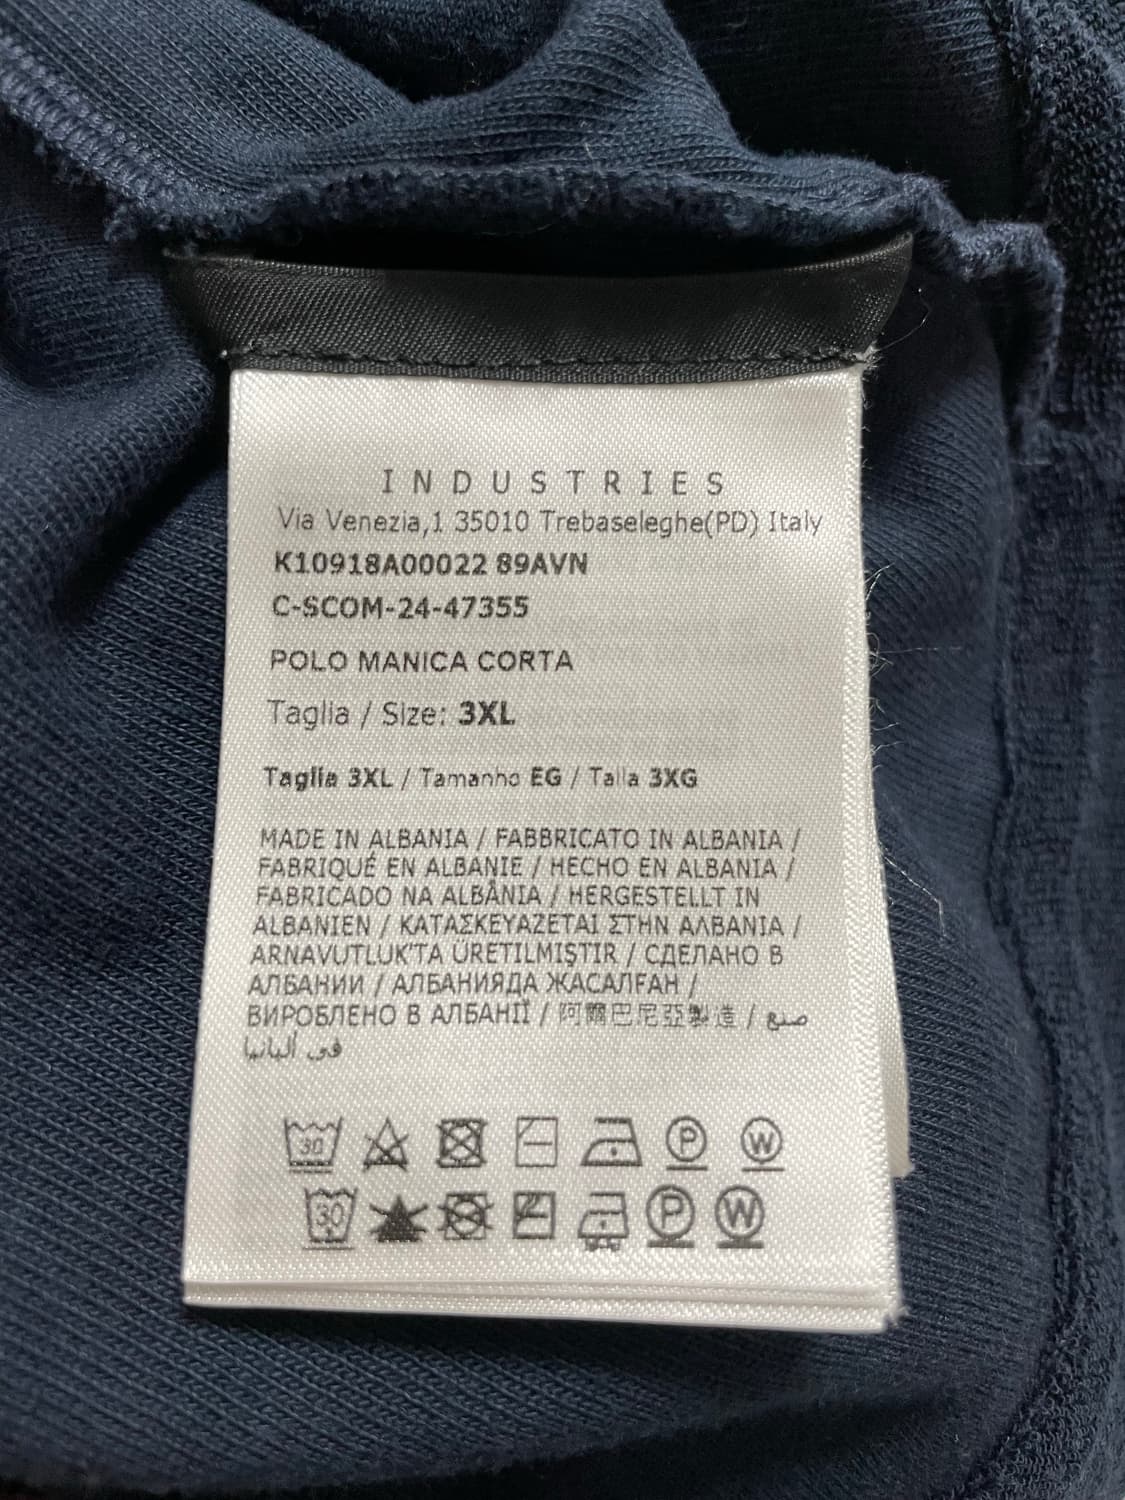 INDUSTRIES
Via Venezia,1 35010 Trebaseleghe(PD) Italy
K10918A00022 89AVN
C-SCOM-24-47355
POLO MANICA CORTA
Taglia / Size: 3XL
Taglia 3XL / Tamanho EG / Talla 3XG
MADE IN ALBANIA / FABBRICATO IN ALBANIA /
FABRIQUÉ EN ALBANIE / HECHO EN ALBANIA /
FABRICADO NA ALBÂNIA / HERGESTELLT IN
ALBANIEN / ΚΑΤΑΣΚΕΥΑΖΕΤΑΙ ΣΤΗΝ ΑΛΒΑΝΙΑ /
ARNAVUTLUK'TA ÜRETILMIŞTIR / СДЕЛАНО В
АЛБАНИИ / АЛБАНИЯДА ЖАСАЛҒАН /
ВИРОБЛЕНО В АЛБАНІЇ / 阿爾巴尼亞製造 / صنع
في ألبانيا
30 P W
30 P W